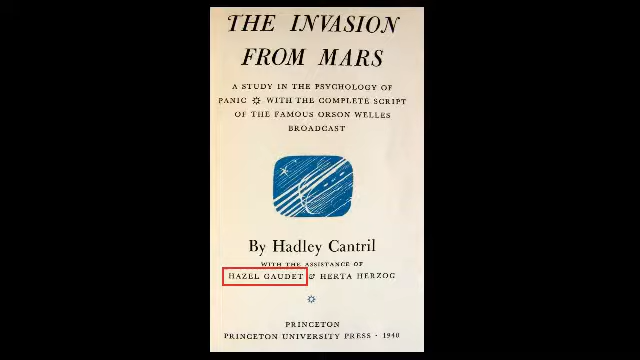 THE INVASION
FROM MARS
A STUDY IN THE PSYCHOLOGY OF
PANIC ☼ WITH THE COMPLETE SCRIPT
OF THE FAMOUS ORSON WELLES
BROADCAST
By Hadley Cantril
WITH THE ASSISTANCE OF
HAZEL GAUDET & HERTA HERZOG
PRINCETON
PRINCETON UNIVERSITY PRESS · 1940